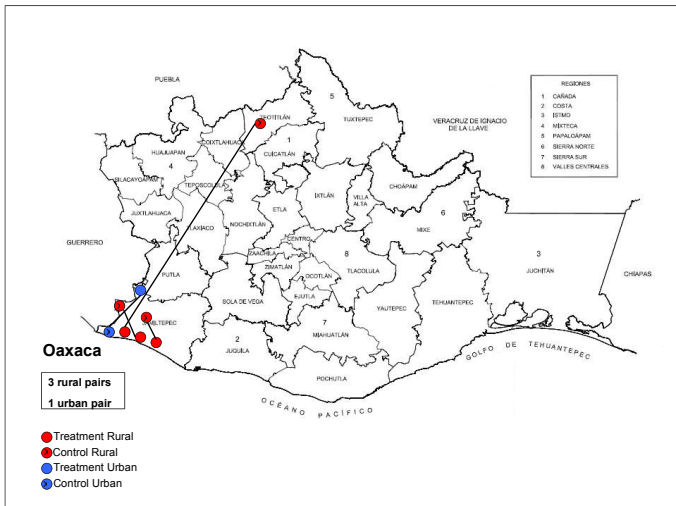 PUEBLA
5
TEOTITLÁN
TUXTEPEC
VERACRUZ DE IGNACIO
DE LA LLAVE
REGIONES
1 CAÑADA
2 COSTA
3 ISTMO
4 MIXTECA
5 PAPALOÁPAM
6 SIERRA NORTE
7 SIERRA SUR
8 VALLES CENTRALES
COIXTLAHUACA
1
CUICATLÁN
HUAJUAPAN
4
SILACAYOAPAM
TEPOSCOLULA
CHOÁPAM
IXTLÁN
VILLA
ALTA
ETLA
JUXTLAHUACA
NOCHIXTLÁN
6
MIXE
TLAXIACO
GUERRERO
CENTRO
ZAACHILA
8
3
JUCHITÁN
CHIAPAS
PUTLA
ZIMATLÁN
OCOTLÁN
TLACOLULA
SOLA DE VEGA
EJUTLA
YAUTEPEC
TEHUANTEPEC
JAMILTEPEC
7
MIAHUATLÁN
2
JUQUILA
POCHUTLA
GOLFO DE TEHUANTEPEC
OCÉANO PACÍFICO
Oaxaca
3 rural pairs
1 urban pair
Treatment Rural
Control Rural
Treatment Urban
Control Urban